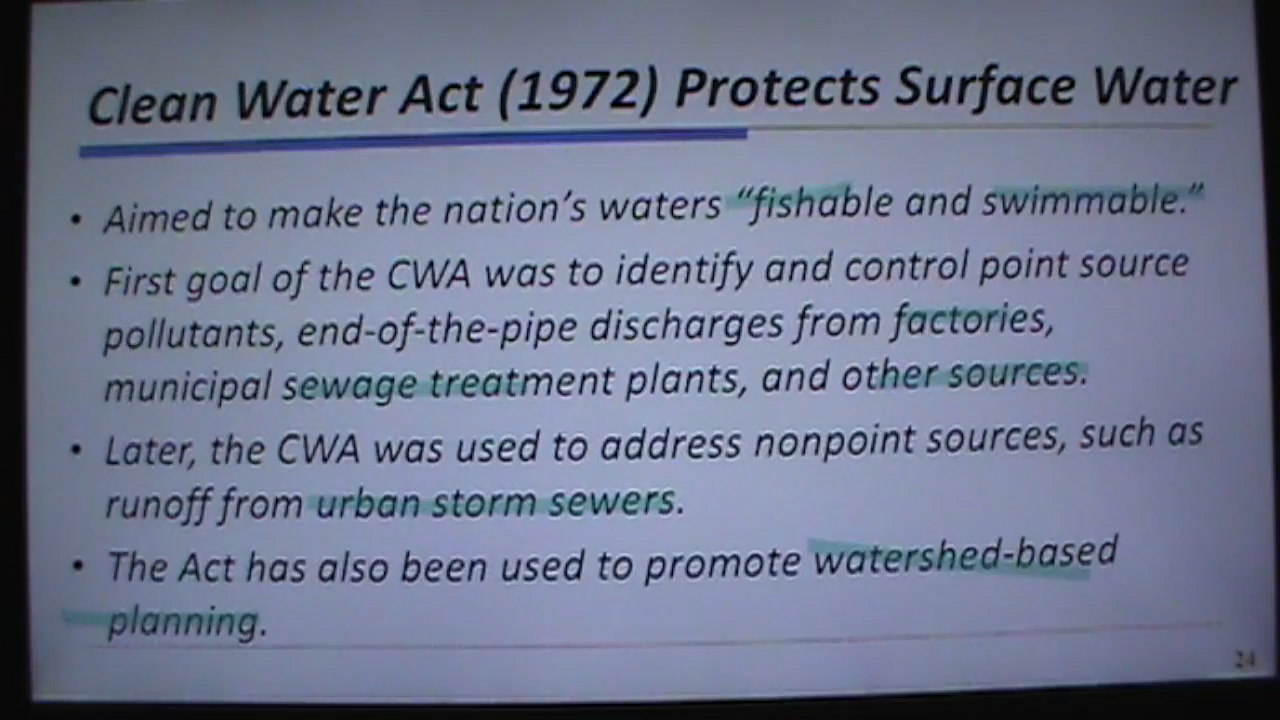 Clean Water Act (1972) Protects Surface Water
• Aimed to make the nation's waters “fishable and swimmable.”
• First goal of the CWA was to identify and control point source
pollutants, end-of-the-pipe discharges from factories,
municipal sewage treatment plants, and other sources.
• Later, the CWA was used to address nonpoint sources, such as
runoff from urban storm sewers.
• The Act has also been used to promote watershed-based
planning.
24